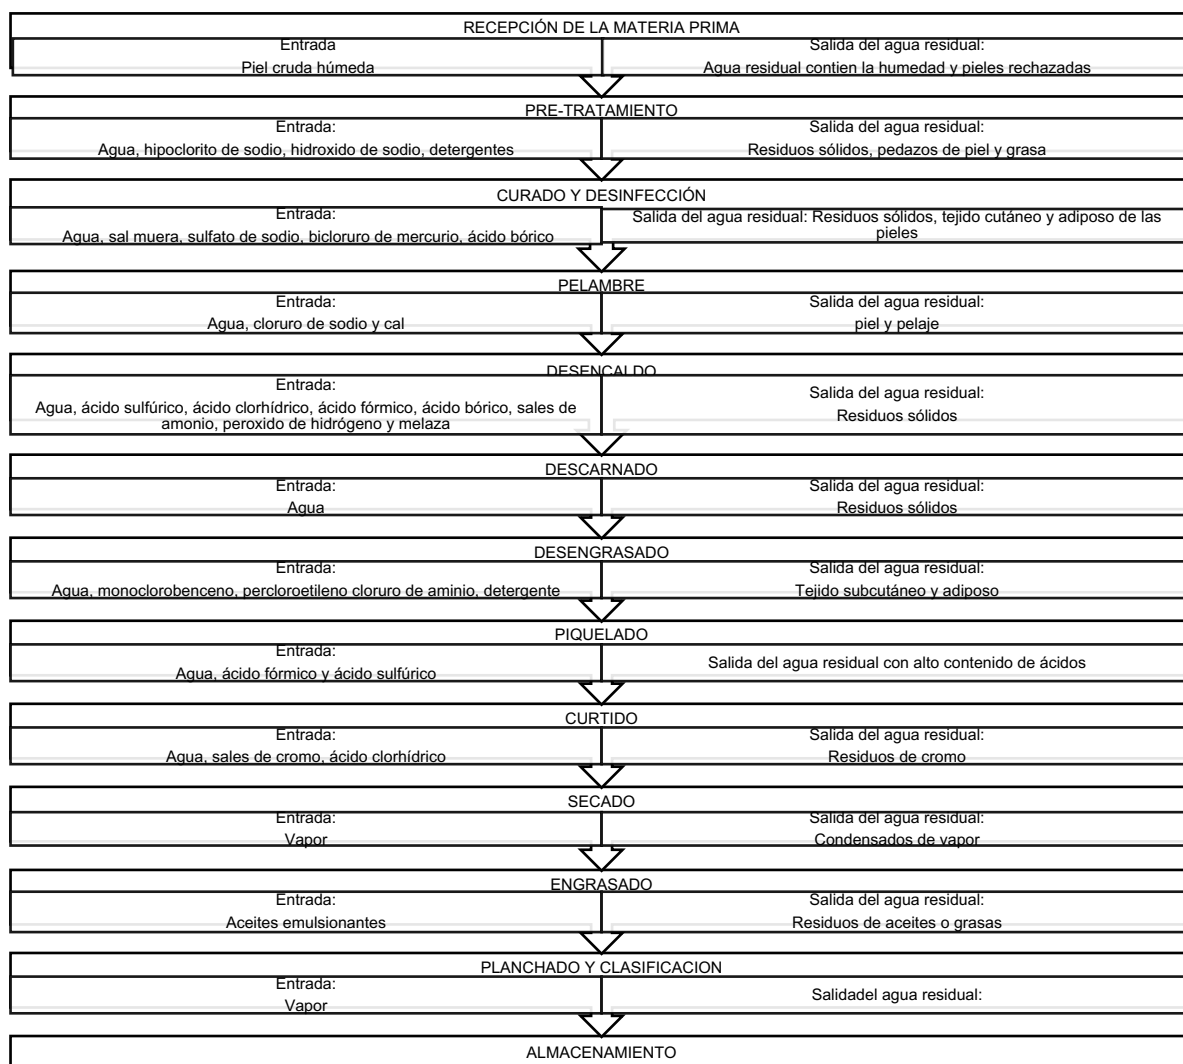 RECEPCIÓN DE LA MATERIA PRIMA
Entrada
Piel cruda húmeda
Salida del agua residual:
Agua residual contien la humedad y pieles rechazadas
PRE-TRATAMIENTO
Entrada:
Agua, hipoclorito de sodio, hidroxido de sodio, detergentes
Salida del agua residual:
Residuos sólidos, pedazos de piel y grasa
CURADO Y DESINFECCIÓN
Entrada:
Agua, sal muera, sulfato de sodio, bicloruro de mercurio, ácido bórico
Salida del agua residual: Residuos sólidos, tejido cutáneo y adiposo de las
pieles
PELAMBRE
Entrada:
Agua, cloruro de sodio y cal
Salida del agua residual:
piel y pelaje
DESENCALDO
Entrada:
Agua, ácido sulfúrico, ácido clorhídrico, ácido fórmico, ácido bórico, sales de
amonio, peroxido de hidrógeno y melaza
Salida del agua residual:
Residuos sólidos
DESCARNADO
Entrada:
Agua
Salida del agua residual:
Residuos sólidos
DESENGRASADO
Entrada:
Agua, monoclorobenceno, percloroetileno cloruro de aminio, detergente
Salida del agua residual:
Tejido subcutáneo y adiposo
PIQUELADO
Entrada:
Agua, ácido fórmico y ácido sulfúrico
Salida del agua residual con alto contenido de ácidos
CURTIDO
Entrada:
Agua, sales de cromo, ácido clorhídrico
Salida del agua residual:
Residuos de cromo
SECADO
Entrada:
Vapor
Salida del agua residual:
Condensados de vapor
ENGRASADO
Entrada:
Aceites emulsionantes
Salida del agua residual:
Residuos de aceites o grasas
PLANCHADO Y CLASIFICACION
Entrada:
Vapor
Salidadel agua residual:
ALMACENAMIENTO